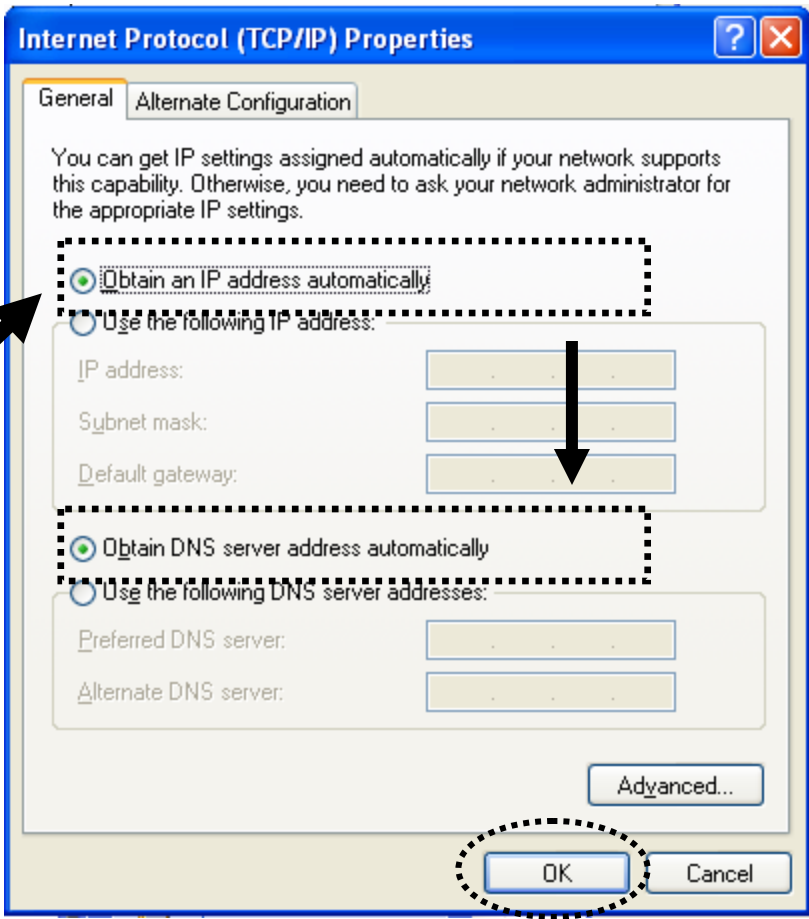 Internet Protocol (TCP/IP) Properties
General
Alternate Configuration
You can get IP settings assigned automatically if your network supports
this capability. Otherwise, you need to ask your network administrator for
the appropriate IP settings.
Obtain an IP address automatically
Use the following IP address:
IP address:
Subnet mask:
Default gateway:
Obtain DNS server address automatically
Use the following DNS server addresses:
Preferred DNS server:
Alternate DNS server:
Advanced...
OK
Cancel